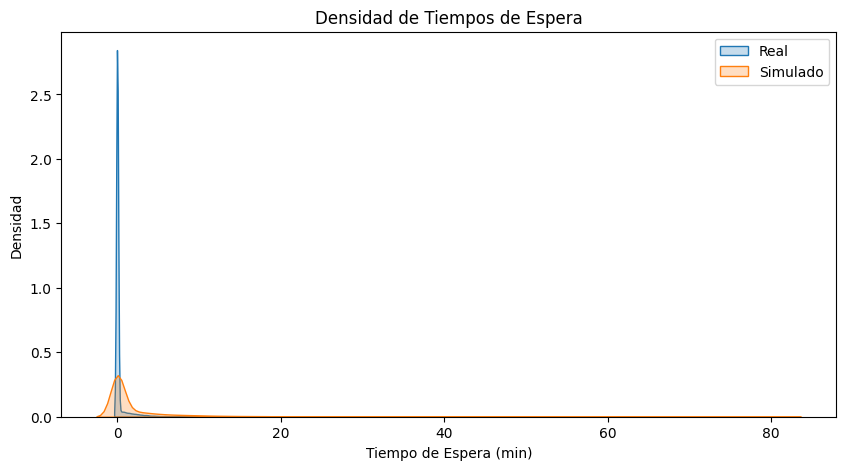 Densidad de Tiempos de Espera
Real
Simulado
Densidad
2.5
2.0
1.5
1.0
0.5
0.0
0
20
40
60
80
Tiempo de Espera (min)